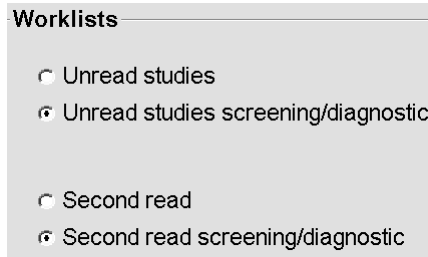 Worklists
Unread studies
Unread studies screening/diagnostic
Second read
Second read screening/diagnostic